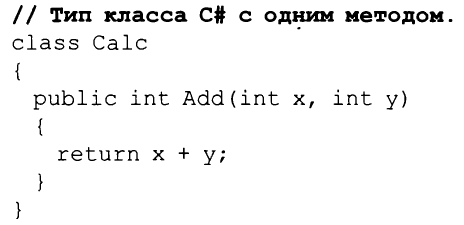 // Тип класса C# с одним методом.
class Calc
{
public int Add(int x, int y)
{
return x + y;
}
}